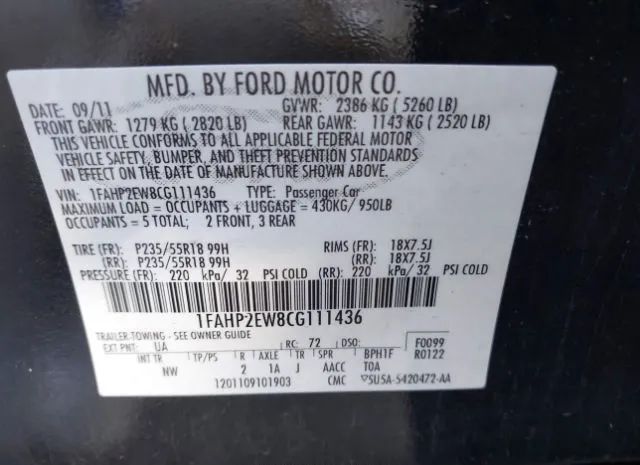 MFD. BY FORD MOTOR CO.
DATE: 09/11 GVWR: 2386 KG ( 5260 LB)
FRONT GAWR: 1279 KG ( 2820 LB) REAR GAWR: 1143 KG ( 2520 LB)
THIS VEHICLE CONFORMS TO ALL APPLICABLE FEDERAL MOTOR
VEHICLE SAFETY, BUMPER, AND THEFT PREVENTION STANDARDS
IN EFFECT ON THE DATE OF MANUFACTURE SHOWN ABOVE.
VIN: 1FAHP2EW8CG111436 TYPE: Passenger Car
MAXIMUM LOAD = OCCUPANTS + LUGGAGE = 430KG/ 950LB
OCCUPANTS = 5 TOTAL; 2 FRONT, 3 REAR
TIRE (FR): P235/55R18 99H RIMS (FR): 18X7.5J
(RR): P235/55R18 99H (RR): 18X7.5J
PRESSURE (FR): 220 kPa/ 32 PSI COLD (RR): 220 kPa/ 32 PSI COLD
1FAHP2EW8CG111436
TRAILER TOWING - SEE OWNER GUIDE
EXT PNT: UA RC: 72 DSO: F0099
INT TR TP/PS R AXLE TR SPR BPH1F R0122
NW 2 1A J AACC TOA
1201109101903 CMC ▽5U5A-5420472-AA